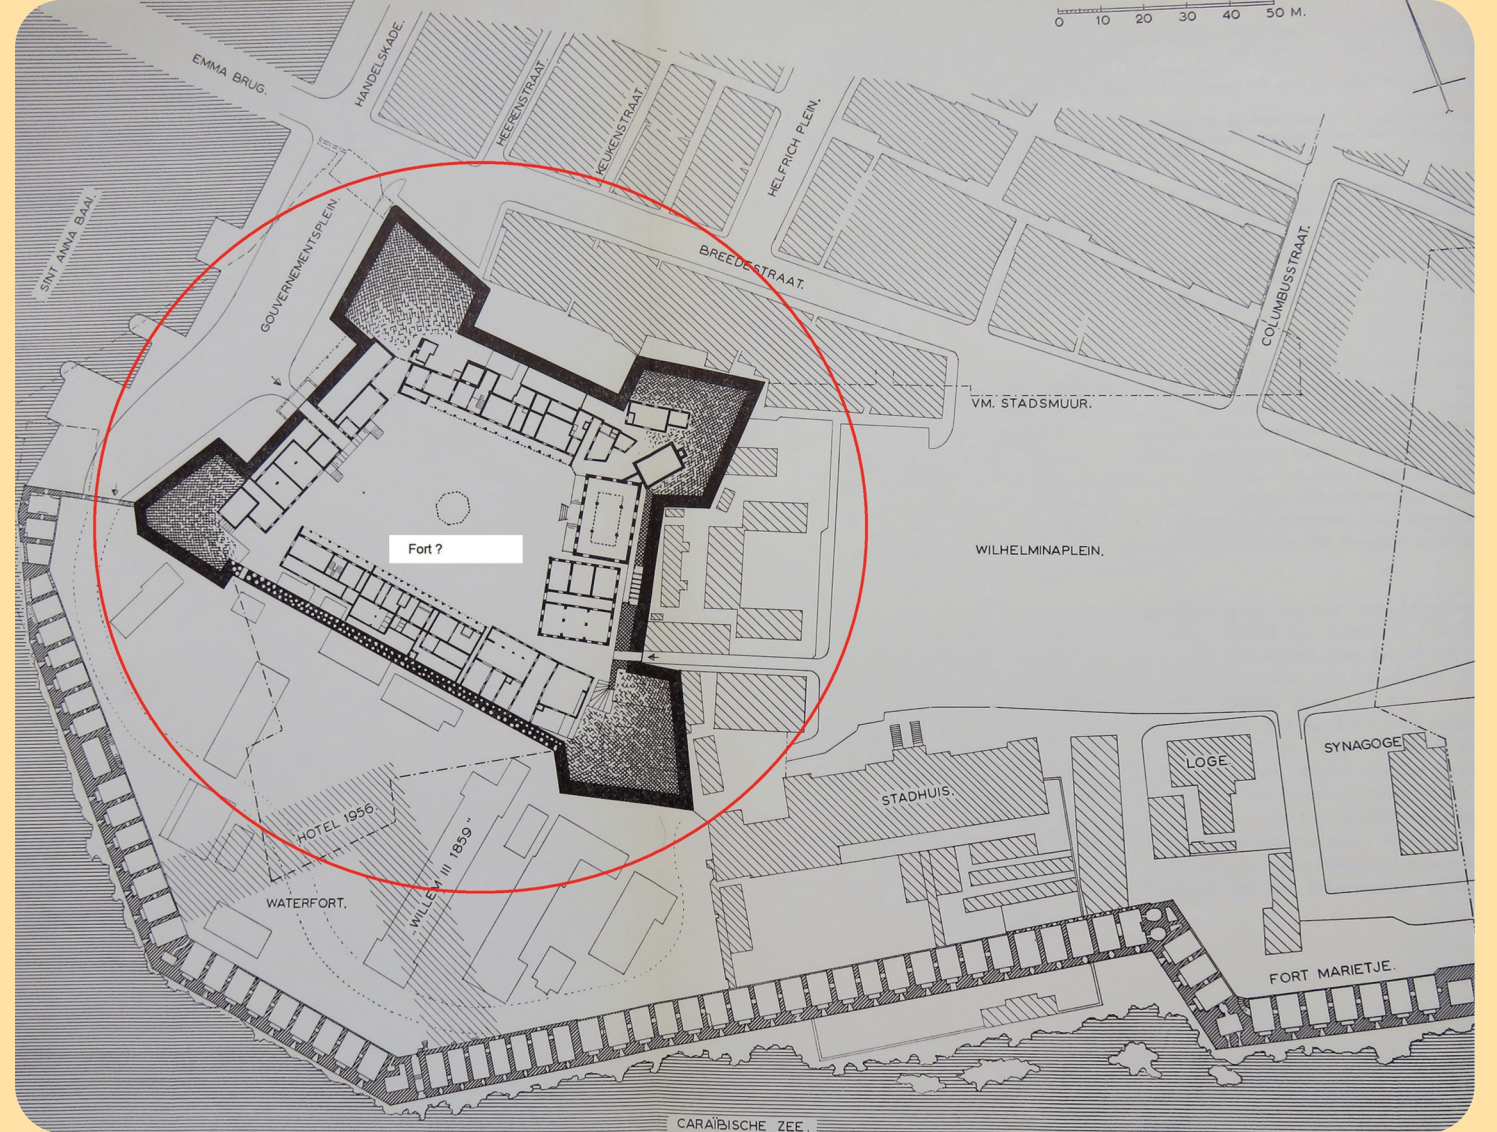 0 10 20 30 40 50 M.
EMMA BRUG.
HANDELSKADE.
HEERENSTRAAT.
KEUKENSTRAAT.
HELFRICH PLEIN.
SINT ANNA BAAI.
GOUVERNEMENTSPLEIN.
BREEDESTRAAT.
COLUMBUSSTRAAT.
VM. STADSMUUR.
Fort ?
WILHELMINAPLEIN.
SYNAGOGE
LOGE
STADHUIS.
HOTEL 1956.
„WILLEM III 1859"
WATERFORT.
FORT MARIETJE.
CARAÏBISCHE ZEE.